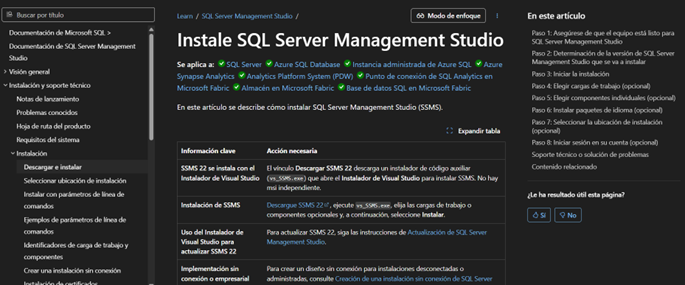 Buscar por título
Documentación de Microsoft SQL >
Documentación de SQL Server Management
Studio
Visión general
Instalación y soporte técnico
Notas de lanzamiento
Problemas conocidos
Hoja de ruta del producto
Requisitos del sistema
Instalación
Descargar e instalar
Seleccionar ubicación de instalación
Instalar con parámetros de línea de
comandos
Ejemplos de parámetros de línea de
comandos
Identificadores de carga de trabajo y
componentes
Crear una instalación sin conexión
Instalación de certificados
Learn / SQL Server Management Studio /
Modo de enfoque
Instale SQL Server Management Studio
Se aplica a: SQL Server Azure SQL Database Instancia administrada de Azure SQL Azure
Synapse Analytics Analytics Platform System (PDW) Punto de conexión de SQL Analytics en
Microsoft Fabric Almacén en Microsoft Fabric Base de datos SQL en Microsoft Fabric
En este artículo se describe cómo instalar SQL Server Management Studio (SSMS).
Expandir tabla
Información clave Acción necesaria
SSMS 22 se instala con el
Instalador de Visual Studio
El vínculo Descargar SSMS 22 descarga un instalador de código auxiliar
(vs_SSMS.exe) que abre el Instalador de Visual Studio para instalar SSMS. No hay
msi independiente.
Instalación de SSMS
Descargue SSMS 22, ejecute vs_SSMS.exe, elija las cargas de trabajo o
componentes opcionales y, a continuación, seleccione Instalar.
Uso del Instalador de
Visual Studio para
actualizar SSMS 22
Para actualizar SSMS 22, siga las instrucciones de Actualización de SQL Server
Management Studio.
Implementación sin
conexión o empresarial
Para crear un diseño sin conexión para instalaciones desconectadas o
administradas, consulte Creación de una instalación sin conexión de SQL Server
En este artículo
Paso 1: Asegúrese de que el equipo está listo para
SQL Server Management Studio
Paso 2: Determinación de la versión de SQL Server
Management Studio que se va a instalar
Paso 3: Iniciar la instalación
Paso 4: Elegir cargas de trabajo (opcional)
Paso 5: Elegir componentes individuales (opcional)
Paso 6: Instalar paquetes de idioma (opcional)
Paso 7: Seleccionar la ubicación de instalación
(opcional)
Paso 8: Iniciar sesión en su cuenta (opcional)
Soporte técnico o solución de problemas
Contenido relacionado
¿Le ha resultado útil esta página?
Sí No